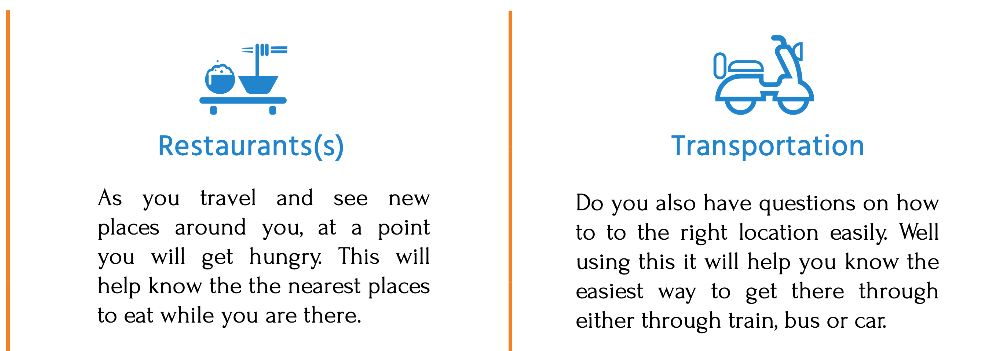 Restaurants(s)
As you travel and see new
places around you, at a point
you will get hungry. This will
help know the the nearest places
to eat while you are there.
Transportation
Do you also have questions on how
to to the right location easily. Well
using this it will help you know the
easiest way to get there through
either through train, bus or car.